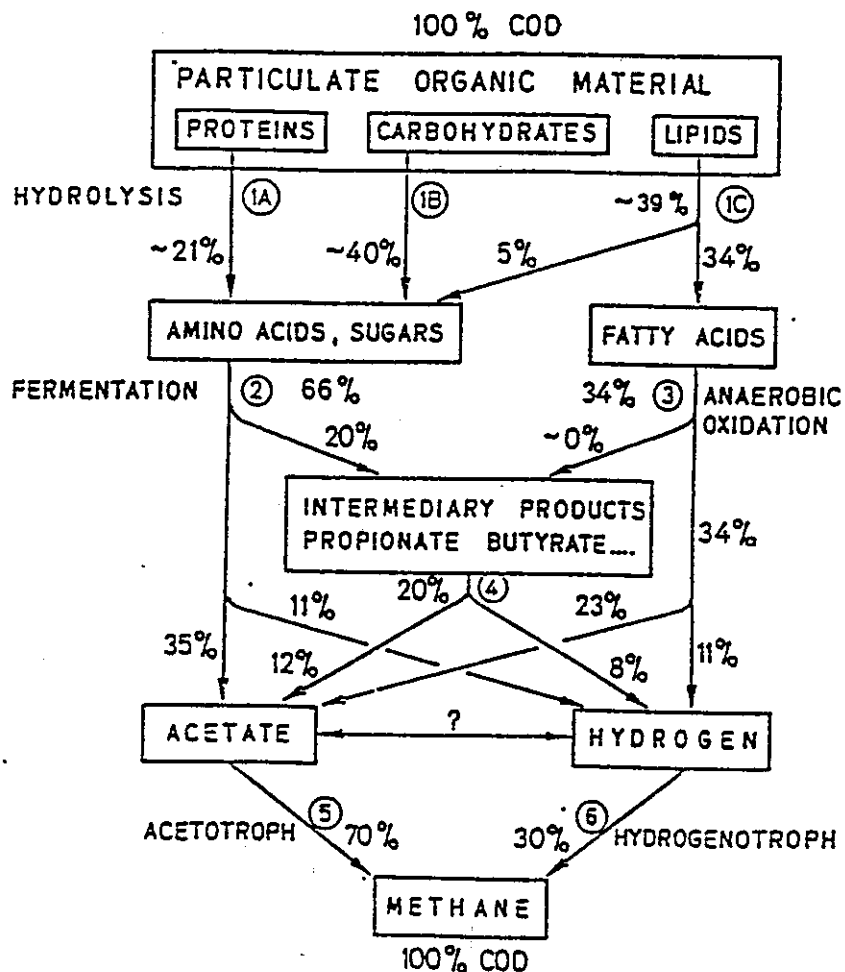 100% COD
PARTICULATE ORGANIC MATERIAL
PROTEINS CARBOHYDRATES LIPIDS
HYDROLYSIS 1A 1B ~39% 1C
~21% ~40% 5% 34%
AMINO ACIDS, SUGARS FATTY ACIDS
FERMENTATION 2 66% 34% 3 ANAEROBIC
OXIDATION
20% ~0%
INTERMEDIARY PRODUCTS
PROPIONATE BUTYRATE....
34%
20% 4
11% 23%
35% 12% 8% 11%
ACETATE ? HYDROGEN
5 6
ACETOTROPH 70% 30% HYDROGENOTROPH
METHANE
100% COD